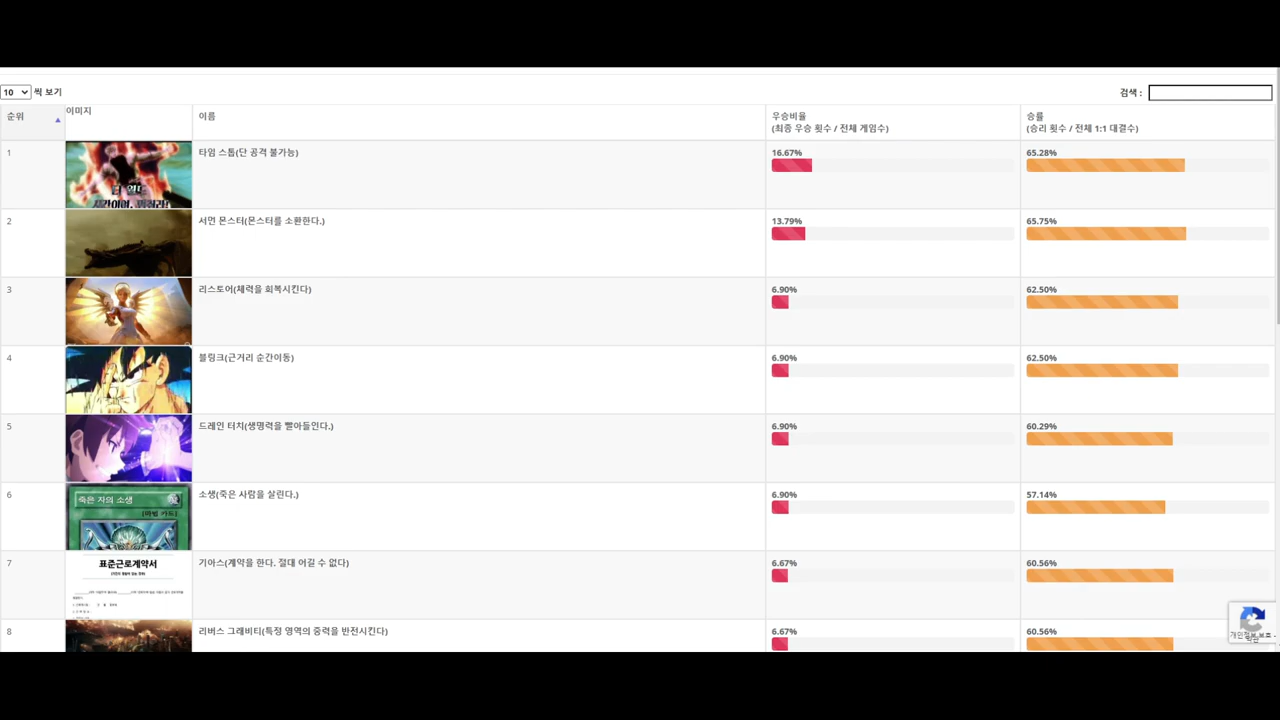 10 씩 보기
검색 :
순위
이미지
이름
우승비율
(최종 우승 횟수 / 전체 게임수)
승률
(승리 횟수 / 전체 1:1 대결수)
1
타임 스톱(단 공격 불가능)
16.67%
65.28%
2
서먼 몬스터(몬스터를 소환한다.)
13.79%
65.75%
3
리스토어(체력을 회복시킨다)
6.90%
62.50%
4
블링크(근거리 순간이동)
6.90%
62.50%
5
드레인 터치(생명력을 빨아들인다.)
6.90%
60.29%
6
죽은 자의 소생
[마법 카드]
소생(죽은 사람을 살린다.)
6.90%
57.14%
7
표준근로계약서
기아스(계약을 한다. 절대 어길 수 없다)
6.67%
60.56%
8
리버스 그래비티(특정 영역의 중력을 반전시킨다)
6.67%
60.56%
개인정보 보호 -